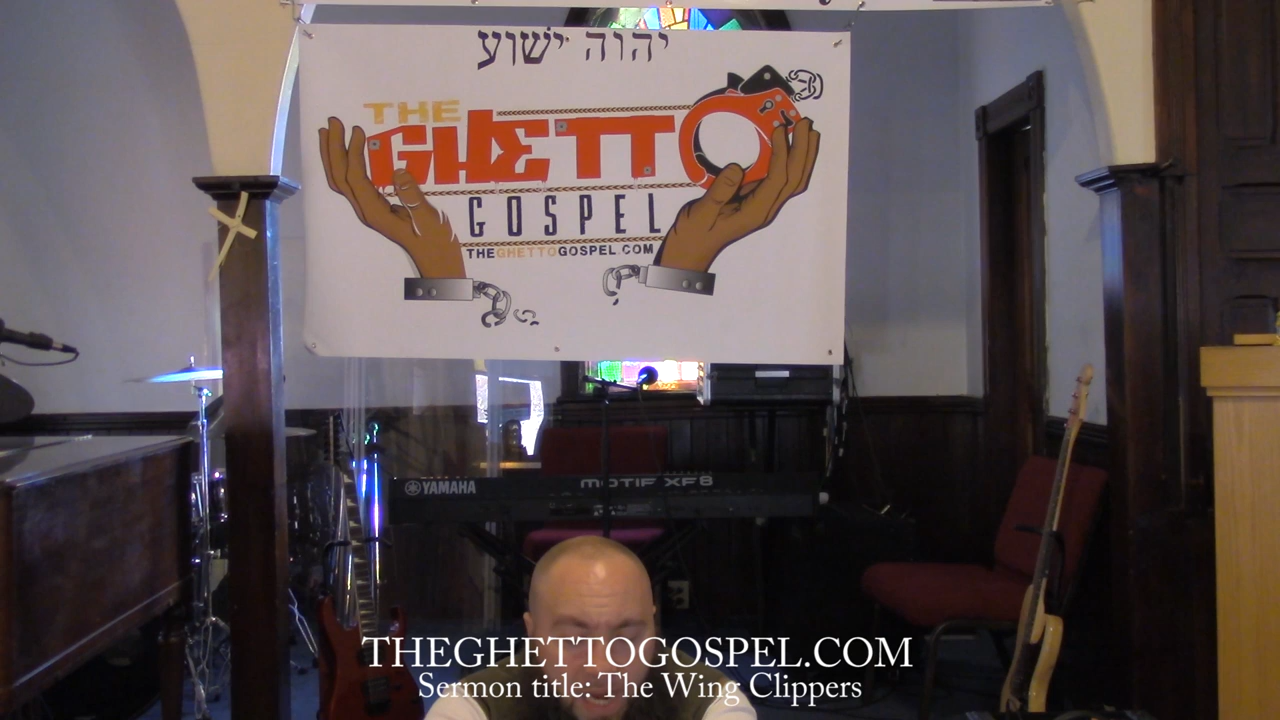 יהוה ישוע
THE
GHETTO
GOSPEL
THEGHETTOGOSPEL.COM
YAMAHA MOTIF XF8
THEGHETTOGOSPEL.COM
Sermon title: The Wing Clippers